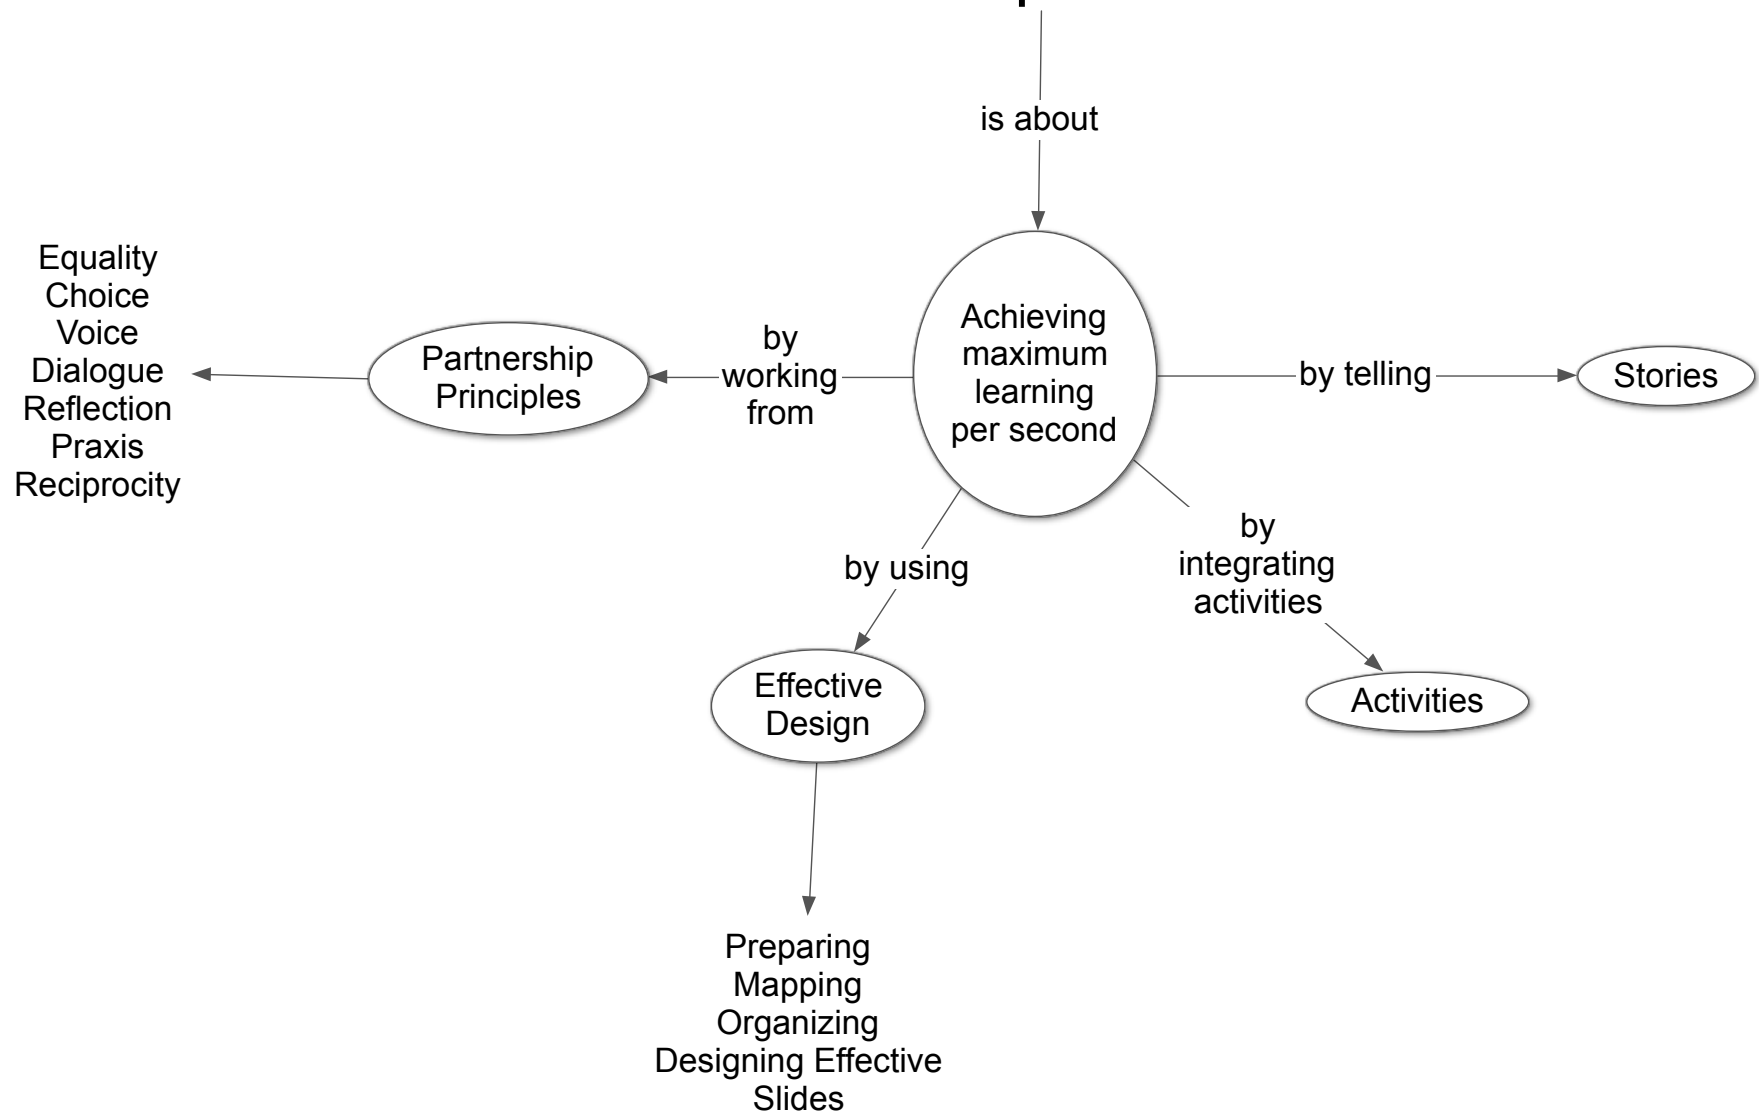 is about
Equality
Choice
Voice
Dialogue
Reflection
Praxis
Reciprocity
Partnership
Principles
by
working
from
Achieving
maximum
learning
per second
by telling
Stories
by using
by
integrating
activities
Effective
Design
Activities
Preparing
Mapping
Organizing
Designing Effective
Slides